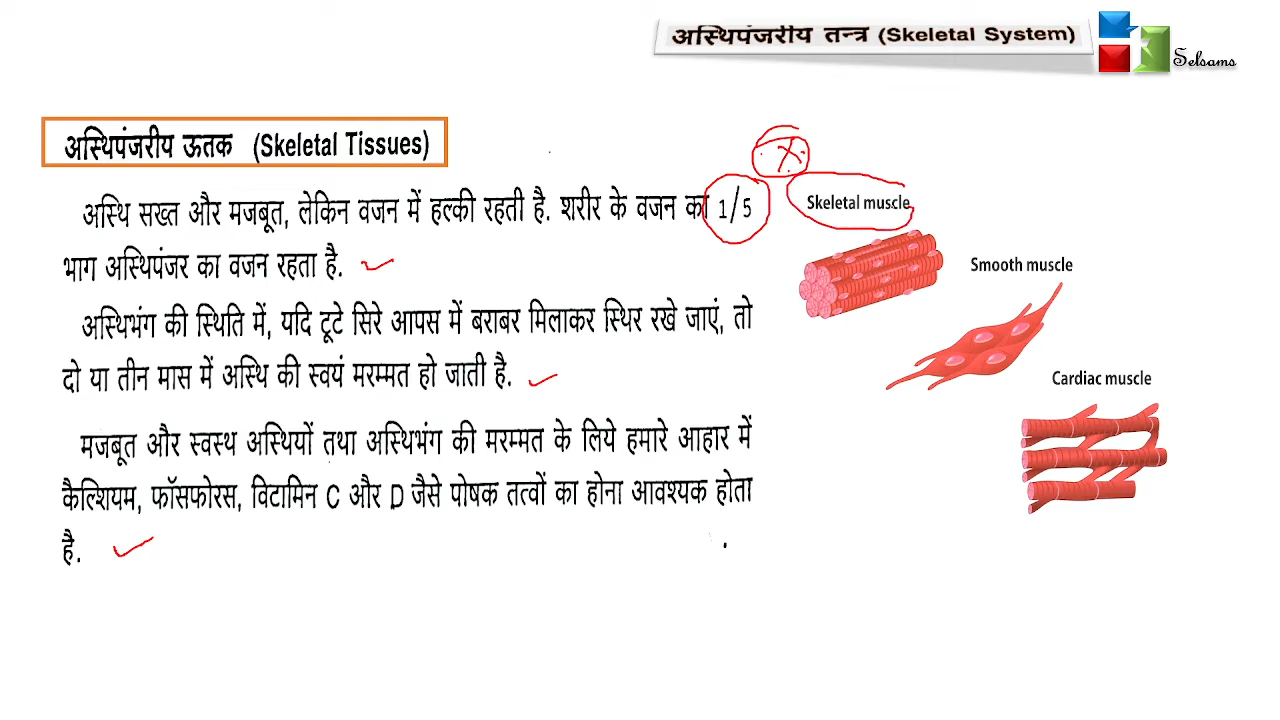 अस्थिपंजरीय तन्त्र (Skeletal System)
Selsams
अस्थिपंजरीय ऊतक (Skeletal Tissues)
अस्थि सख्त और मजबूत, लेकिन वजन में हल्की रहती है. शरीर के वजन का 1/5
भाग अस्थिपंजर का वजन रहता है.
अस्थिभंग की स्थिति में, यदि टूटे सिरे आपस में बराबर मिलाकर स्थिर रखे जाएं, तो
दो या तीन मास में अस्थि की स्वयं मरम्मत हो जाती है.
मजबूत और स्वस्थ अस्थियों तथा अस्थिभंग की मरम्मत के लिये हमारे आहार में
कैल्शियम, फॉसफोरस, विटामिन C और D जैसे पोषक तत्वों का होना आवश्यक होता
है.
Skeletal muscle
Smooth muscle
Cardiac muscle